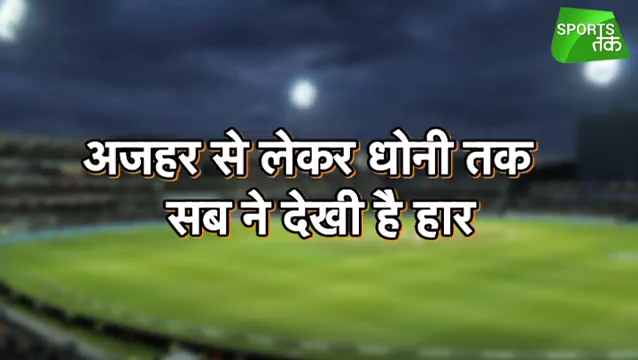 SPORTS
तक
अजहर से लेकर धोनी तक
सब ने देखी है हार